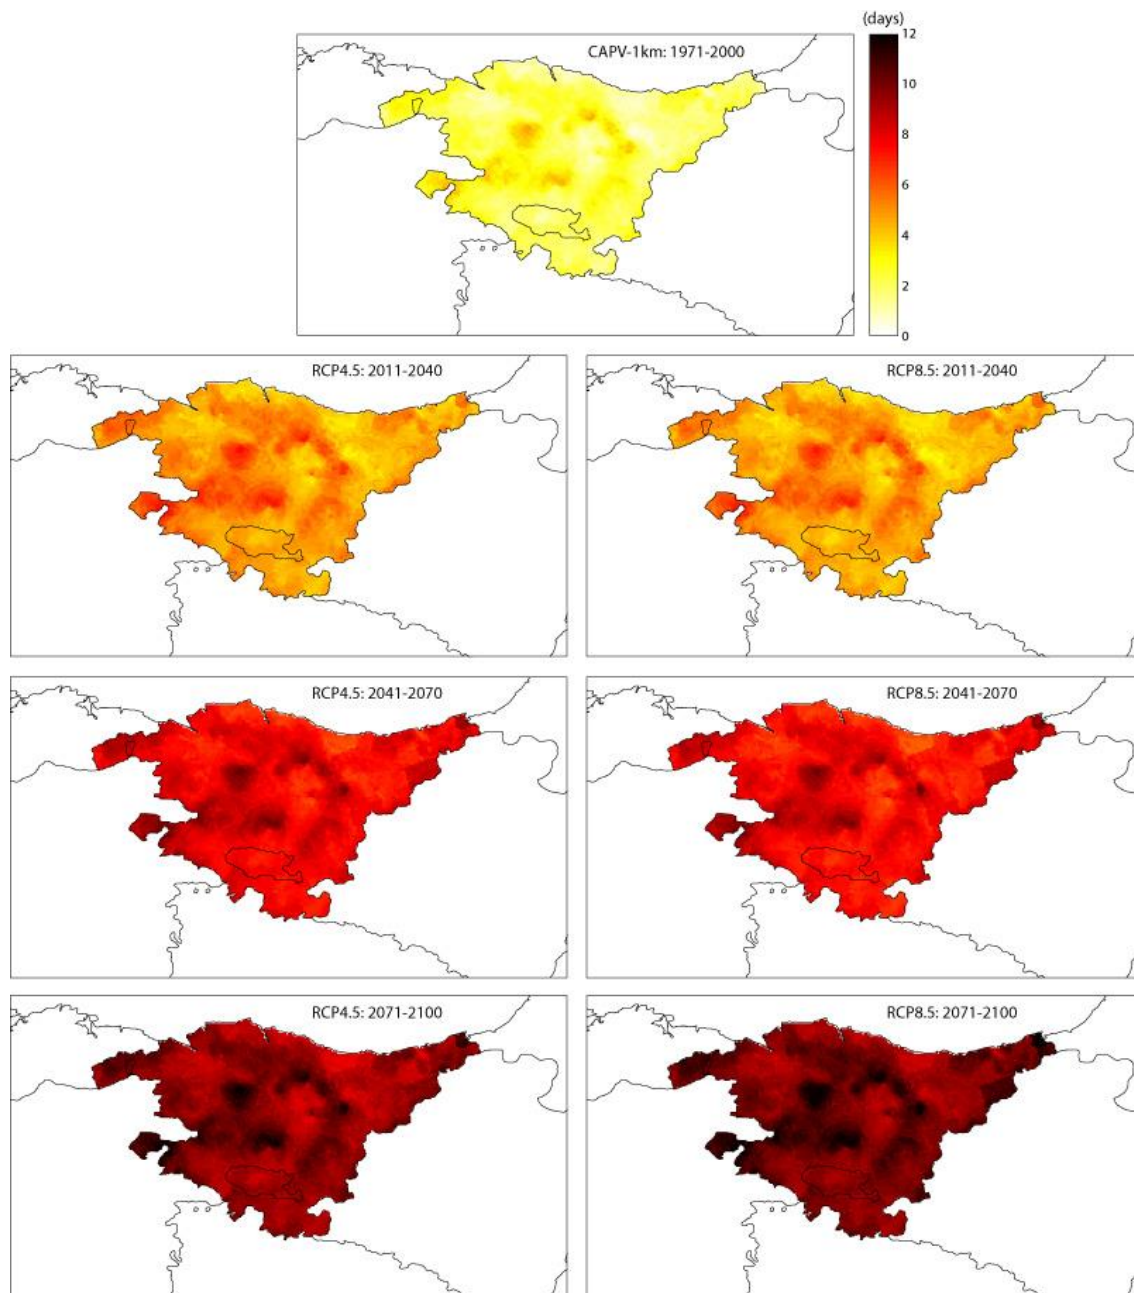 (days)
CAPV-1km: 1971-2000
12
10
8
6
4
2
0
RCP4.5: 2011-2040
RCP8.5: 2011-2040
RCP4.5: 2041-2070
RCP8.5: 2041-2070
RCP4.5: 2071-2100
RCP8.5: 2071-2100